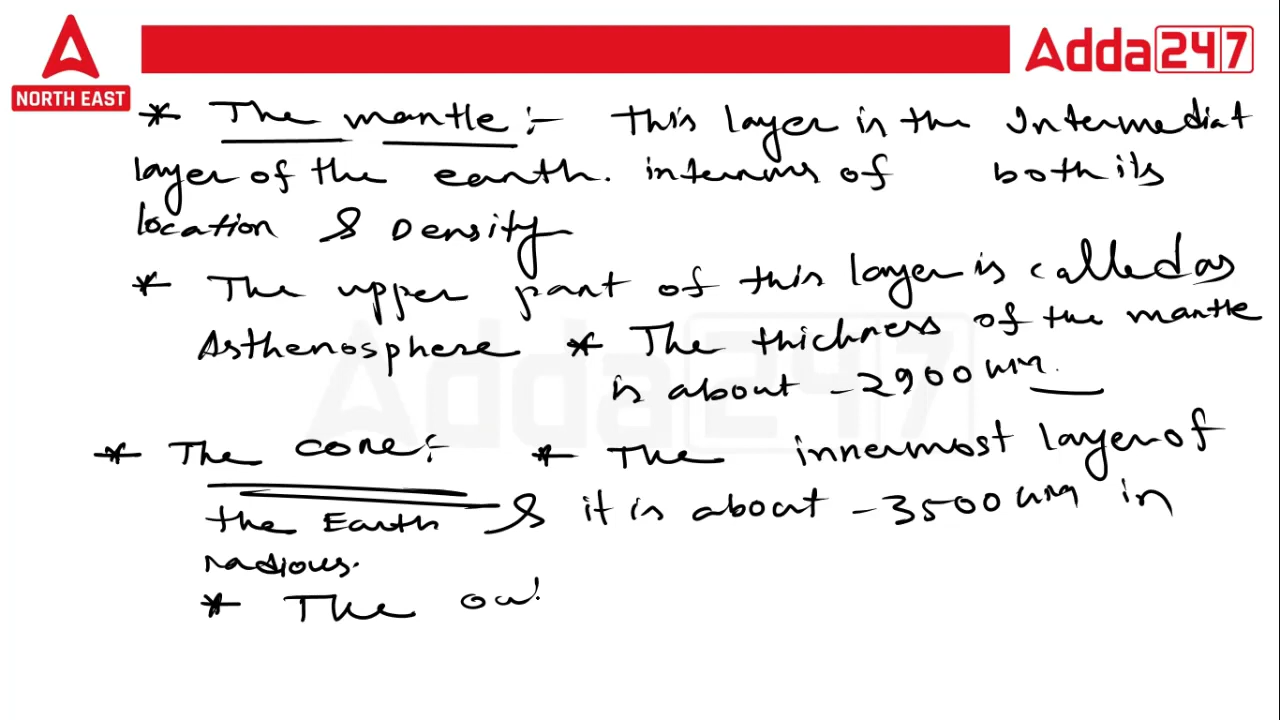 NORTH EAST
Adda247
* The mantle :- This layer is the Intermediat
layer of the earth. interms of both its
location & Density
* The upper part of this layer is called as
Asthenosphere * The thickness of the mantle
is about -2900 km.
* The core:- * The innermost layer of
the Earth & it is about -3500 km in
radious.
* The out